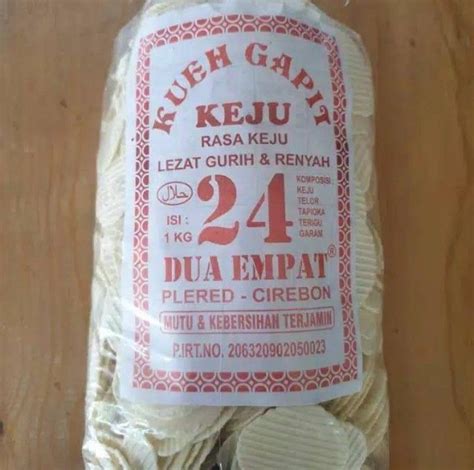 KUEH GAPIT
KEJU
RASA KEJU
LEZAT GURIH & RENYAH
حلال
ISI :
1 KG
24
KOMPOSISI :
KEJU
TELOR
TAPIOKA
TERIGU
GARAM
DUA EMPAT®
PLERED - CIREBON
MUTU & KEBERSIHAN TERJAMIN
P.IRT.NO. 206320902050023